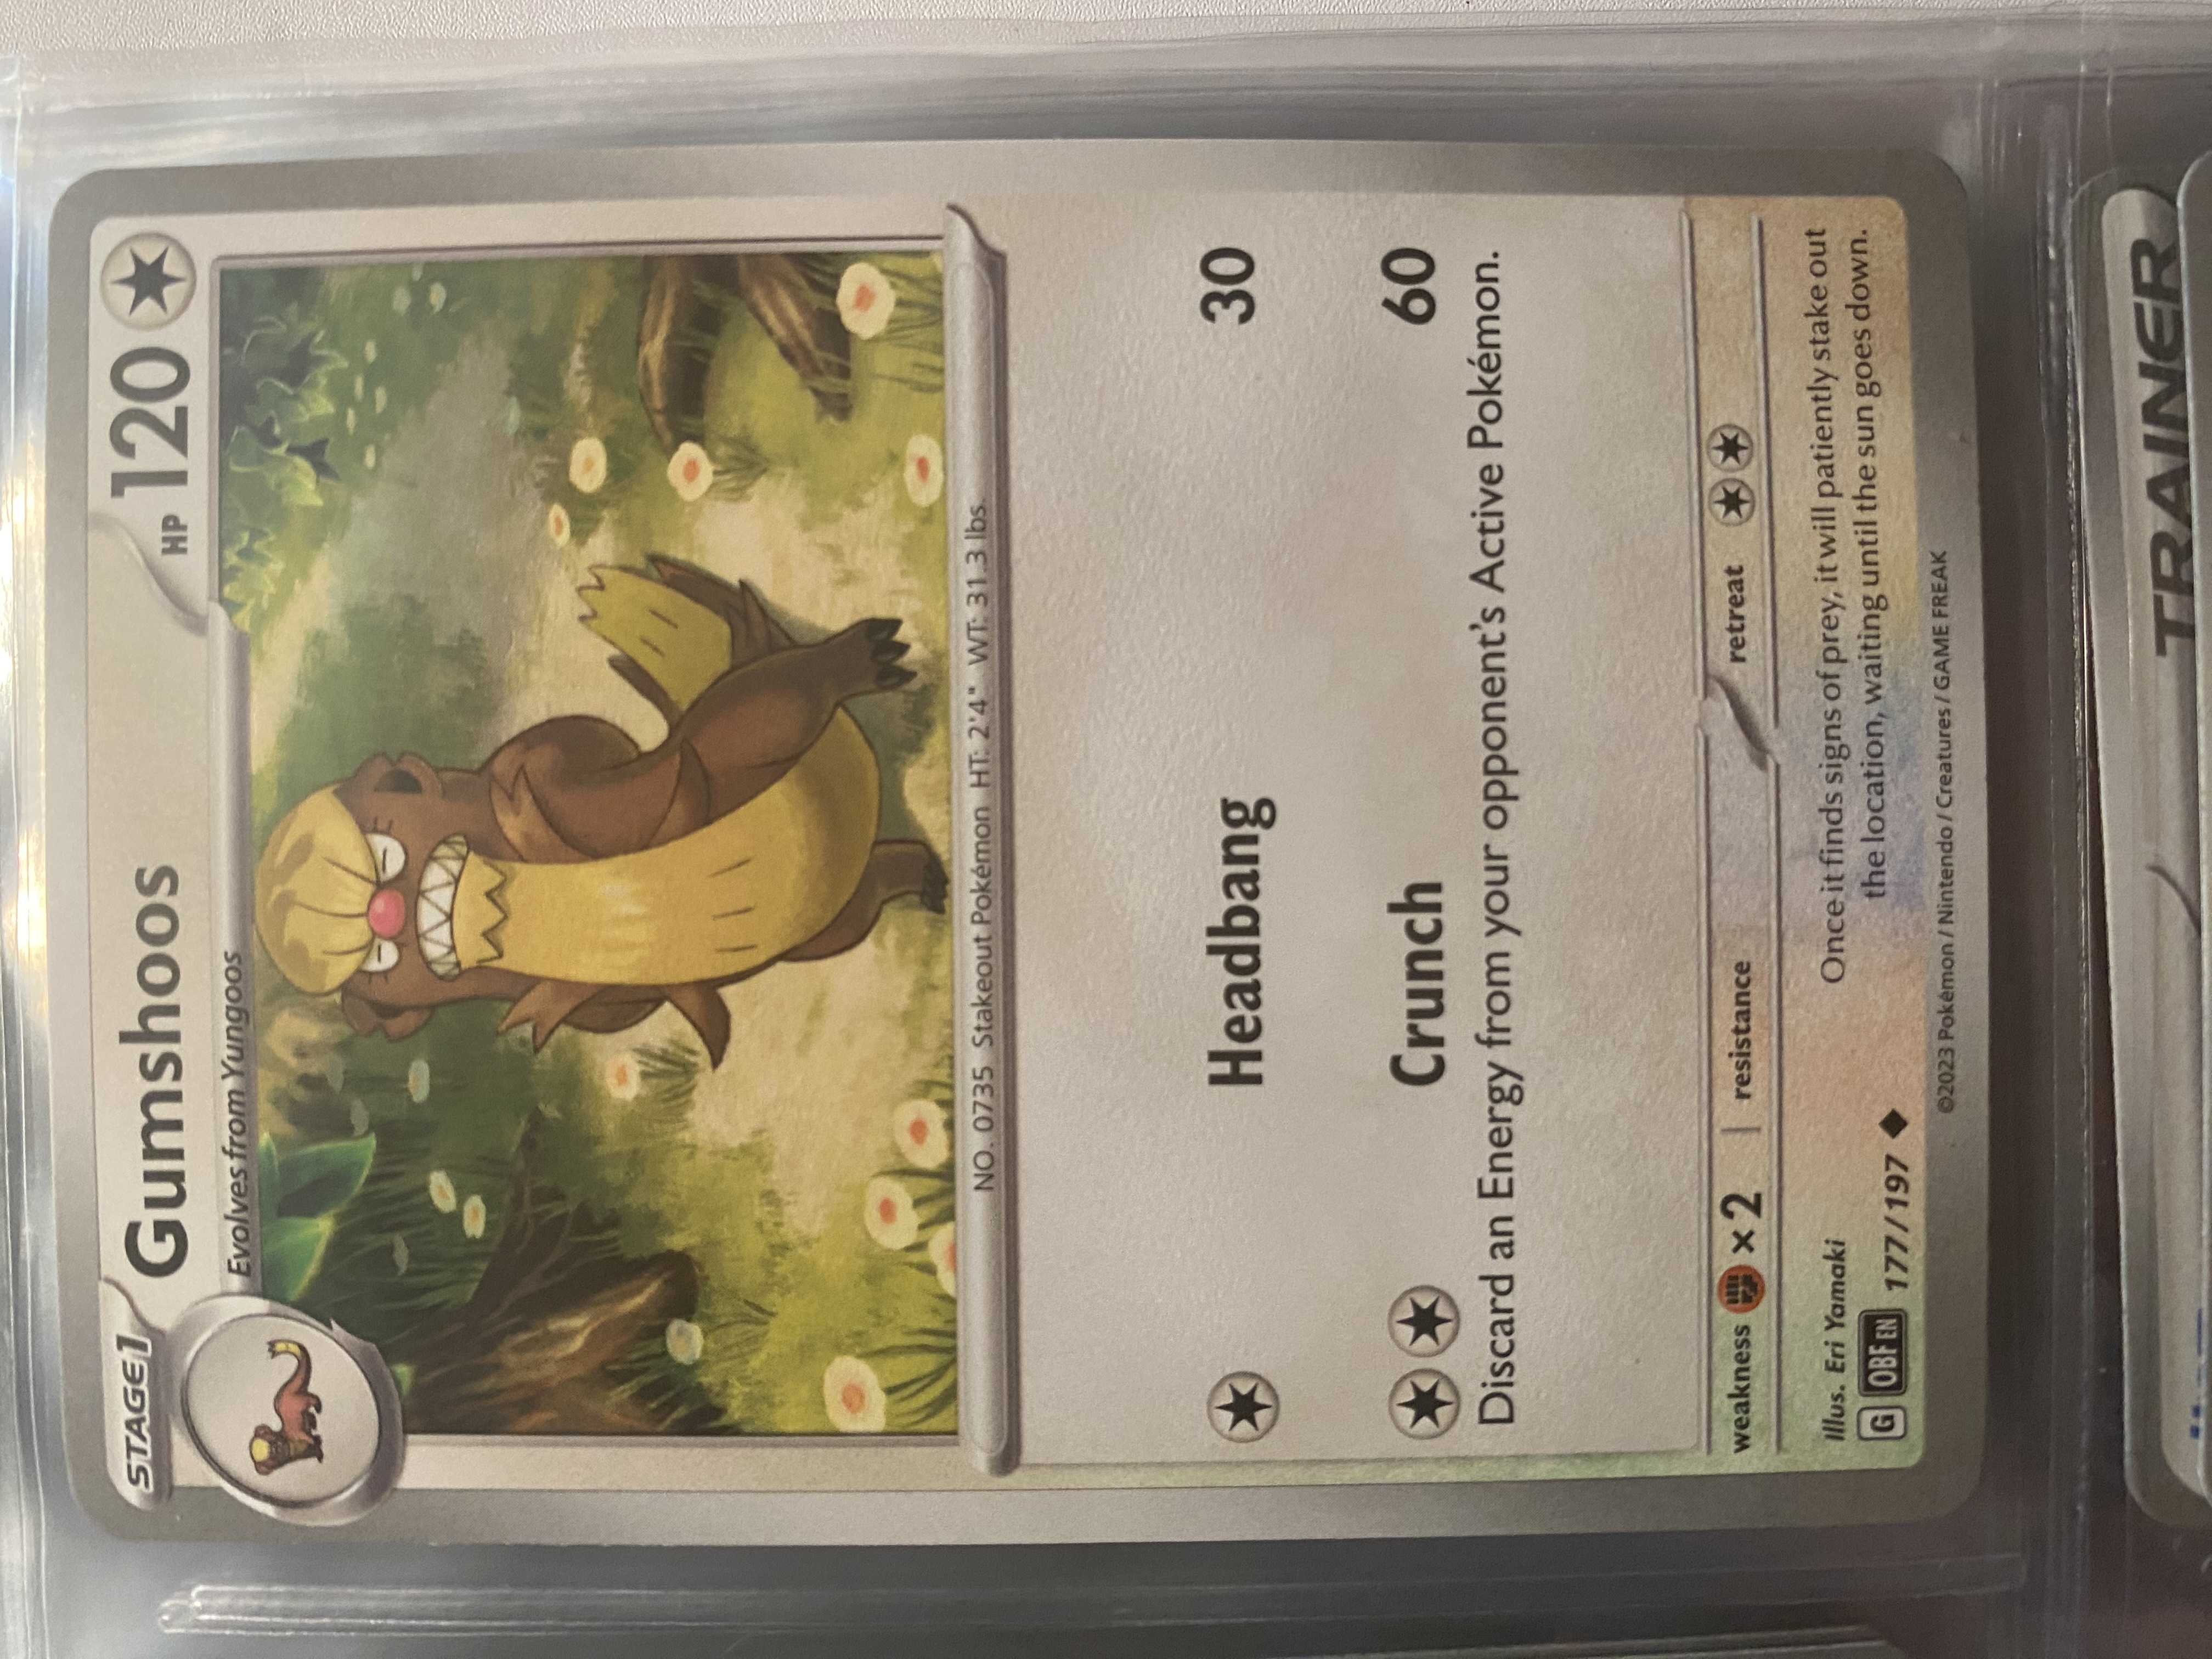 STAGE 1
Gumshoos
HP 120
Evolves from Yungoos
NO. 0735 Stakeout Pokémon HT: 2'4" WT: 31.3 lbs.
Headbang 30
Crunch 60
Discard an Energy from your opponent's Active Pokémon.
weakness ×2 resistance retreat
Illus. Eri Yamaki
Once it finds signs of prey, it will patiently stake out
the location, waiting until the sun goes down.
G OBF EN 177/197
©2023 Pokémon / Nintendo / Creatures / GAME FREAK
TRAINER